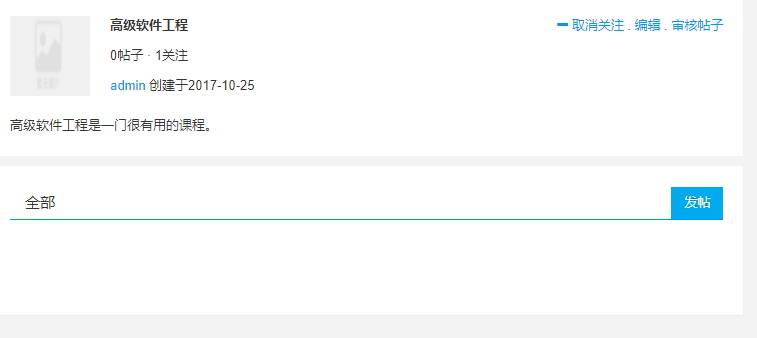 高级软件工程
取消关注 . 编辑 . 审核帖子
0帖子 · 1关注
admin 创建于2017-10-25
高级软件工程是一门很有用的课程。
全部
发帖